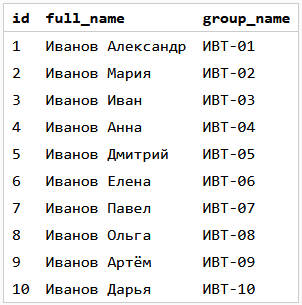 id full_name group_name
1 Иванов Александр ИВТ-01
2 Иванов Мария ИВТ-02
3 Иванов Иван ИВТ-03
4 Иванов Анна ИВТ-04
5 Иванов Дмитрий ИВТ-05
6 Иванов Елена ИВТ-06
7 Иванов Павел ИВТ-07
8 Иванов Ольга ИВТ-08
9 Иванов Артём ИВТ-09
10 Иванов Дарья ИВТ-10